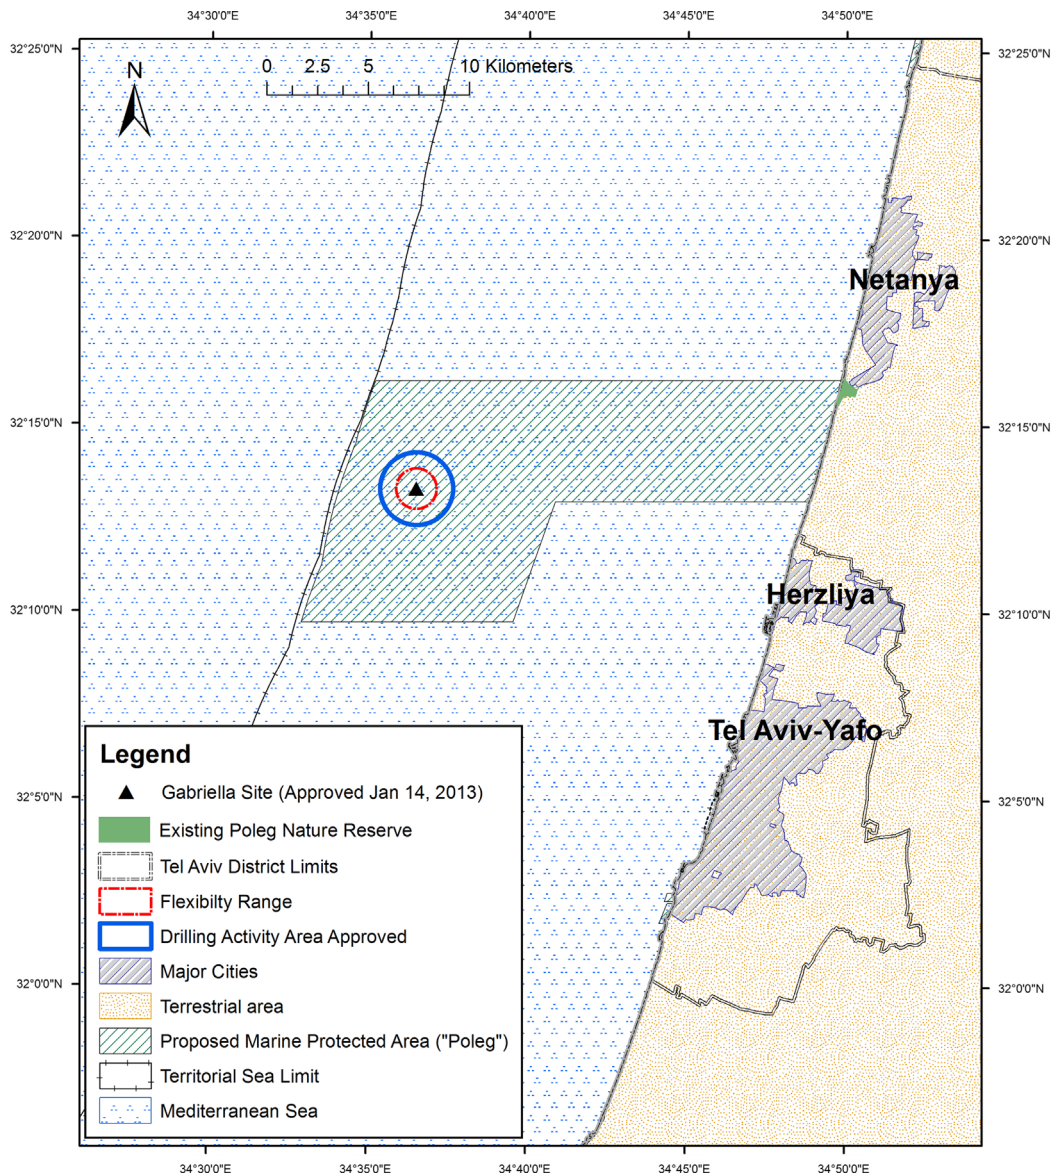 34°30'0"E 34°35'0"E 34°40'0"E 34°45'0"E 34°50'0"E
32°25'0"N 32°25'0"N
N
0 2.5 5 10 Kilometers
32°20'0"N 32°20'0"N
Netanya
32°15'0"N 32°15'0"N
Herzliya
32°10'0"N 32°10'0"N
Tel Aviv-Yafo
32°5'0"N 32°5'0"N
32°0'0"N 32°0'0"N
Legend
Gabriella Site (Approved Jan 14, 2013)
Existing Poleg Nature Reserve
Tel Aviv District Limits
Flexibilty Range
Drilling Activity Area Approved
Major Cities
Terrestrial area
Proposed Marine Protected Area ("Poleg")
Territorial Sea Limit
Mediterranean Sea
34°30'0"E 34°35'0"E 34°40'0"E 34°45'0"E 34°50'0"E